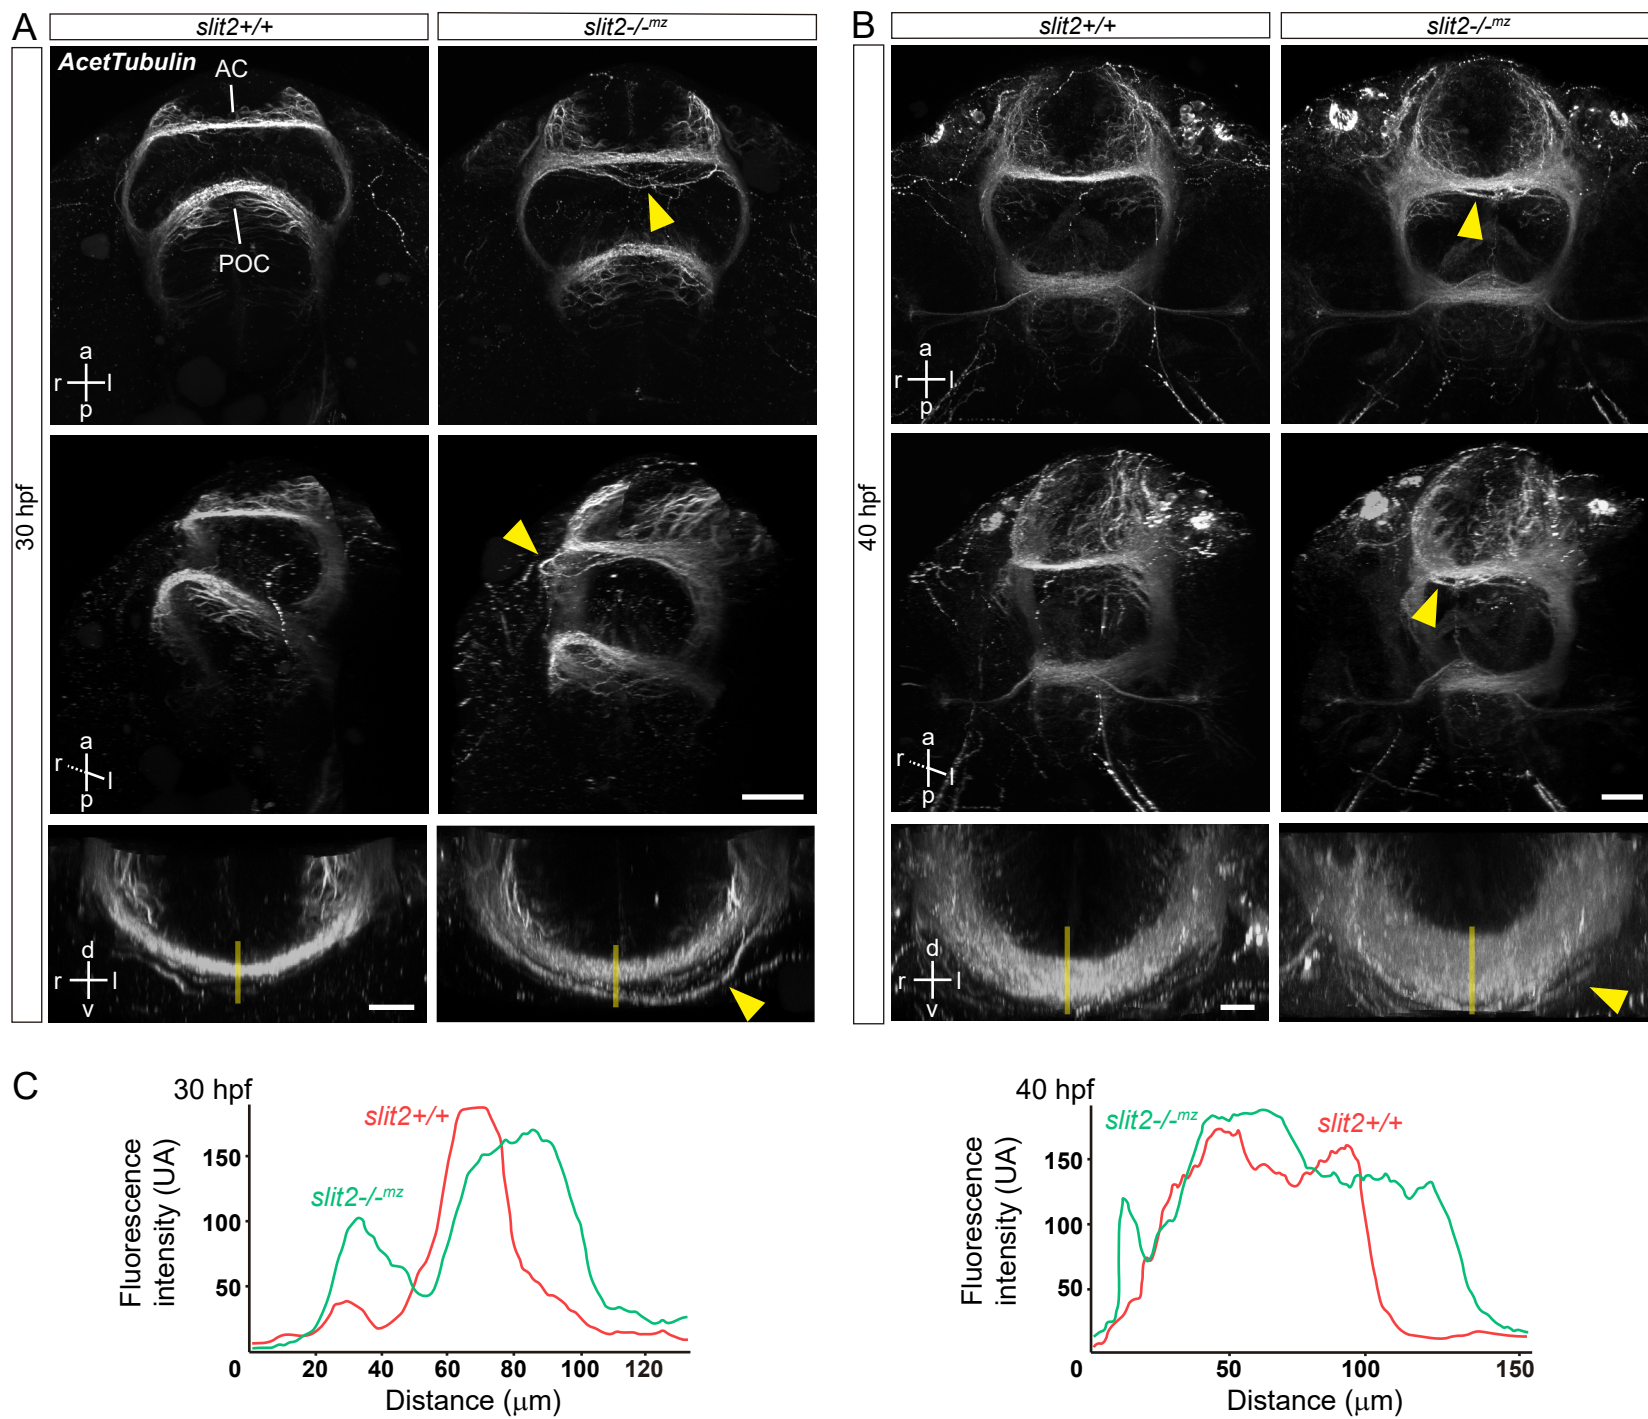 A
slit2+/+
slit2-/-mz
B
slit2+/+
slit2-/-mz
30 hpf
AcetTubulin
AC
POC
a
r
l
p
40 hpf
a
r
l
p
a
r
l
p
a
r
l
p
d
r
l
v
d
r
l
v
C
30 hpf
slit2+/+
slit2-/-mz
Fluorescence
intensity (UA)
150
100
50
0 20 40 60 80 100 120
Distance (μm)
40 hpf
slit2-/-mz
slit2+/+
Fluorescence
intensity (UA)
150
100
50
0 50 100 150
Distance (μm)